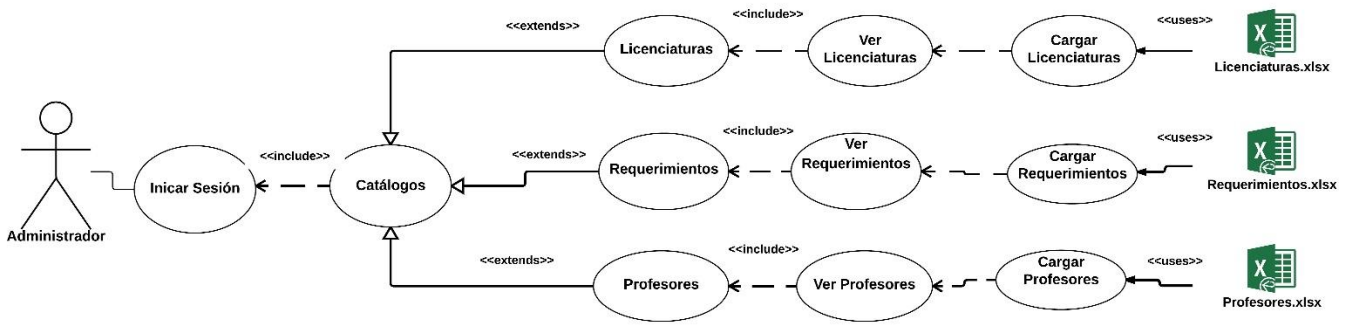 <<extends>>
Licenciaturas
<<include>>
Ver
Licenciaturas
Cargar
Licenciaturas
<<uses>>
X
Licenciaturas.xlsx
Administrador
Inicar Sesión
<<include>>
Catálogos
<<extends>>
Requerimientos
<<include>>
Ver
Requerimientos
Cargar
Requerimientos
<<uses>>
X
Requerimientos.xlsx
<<extends>>
Profesores
<<include>>
Ver Profesores
Cargar
Profesores
<<uses>>
X
Profesores.xlsx